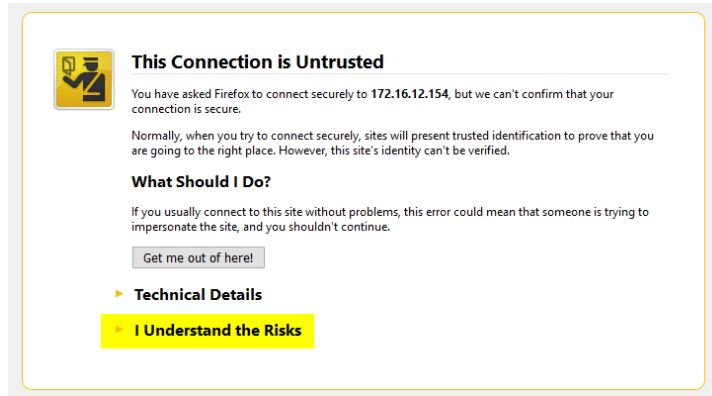 This Connection is Untrusted
You have asked Firefox to connect securely to 172.16.12.154, but we can't confirm that your
connection is secure.
Normally, when you try to connect securely, sites will present trusted identification to prove that you
are going to the right place. However, this site's identity can't be verified.
What Should I Do?
If you usually connect to this site without problems, this error could mean that someone is trying to
impersonate the site, and you shouldn't continue.
Get me out of here!
Technical Details
I Understand the Risks